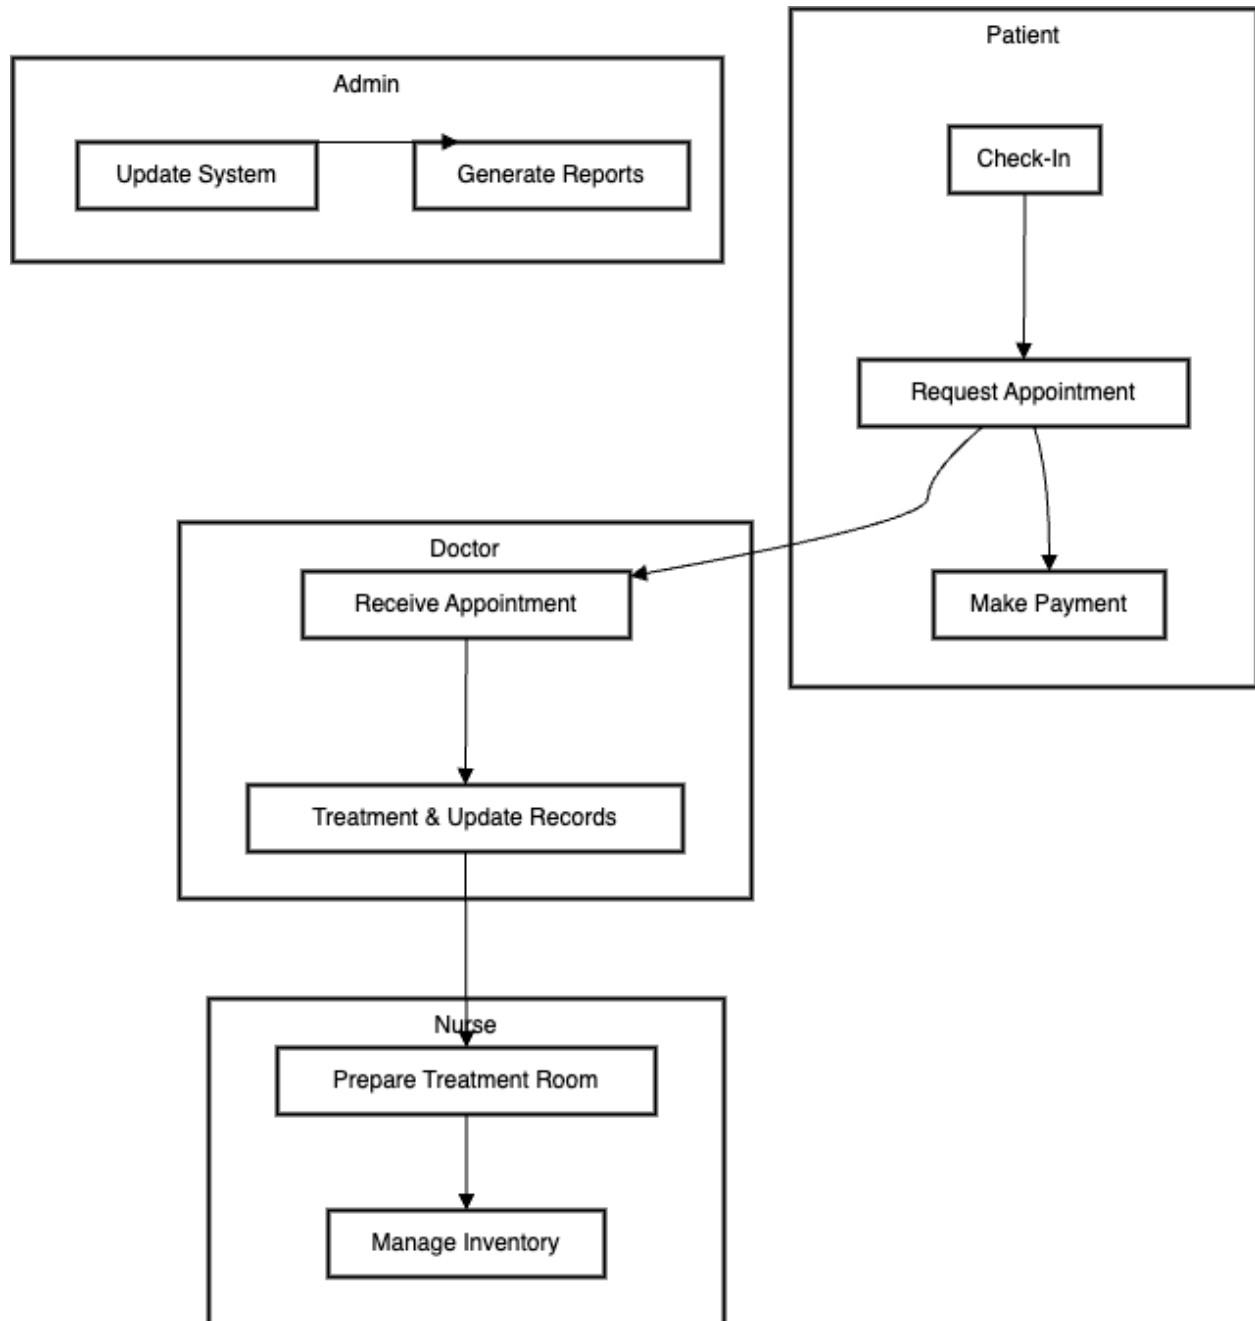 Patient
Admin
Check-In
Update System
Generate Reports
Request Appointment
Doctor
Receive Appointment
Make Payment
Treatment & Update Records
Nurse
Prepare Treatment Room
Manage Inventory